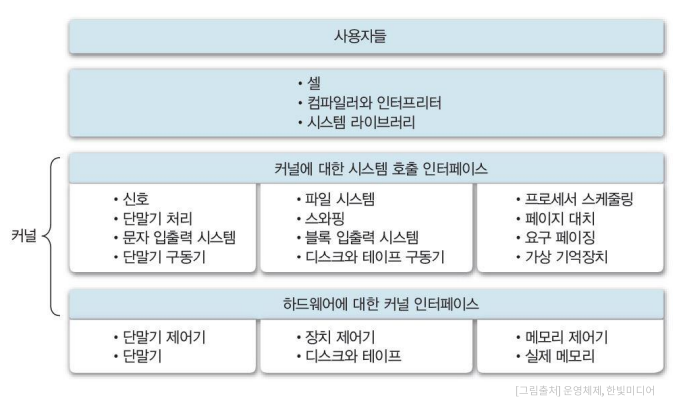 사용자들
• 셸
• 컴파일러와 인터프리터
• 시스템 라이브러리
커널
커널에 대한 시스템 호출 인터페이스
• 신호
• 단말기 처리
• 문자 입출력 시스템
• 단말기 구동기
• 파일 시스템
• 스와핑
• 블록 입출력 시스템
• 디스크와 테이프 구동기
• 프로세서 스케줄링
• 페이지 대치
• 요구 페이징
• 가상 기억장치
하드웨어에 대한 커널 인터페이스
• 단말기 제어기
• 단말기
• 장치 제어기
• 디스크와 테이프
• 메모리 제어기
• 실제 메모리
[그림출처] 운영체제, 한빛미디어